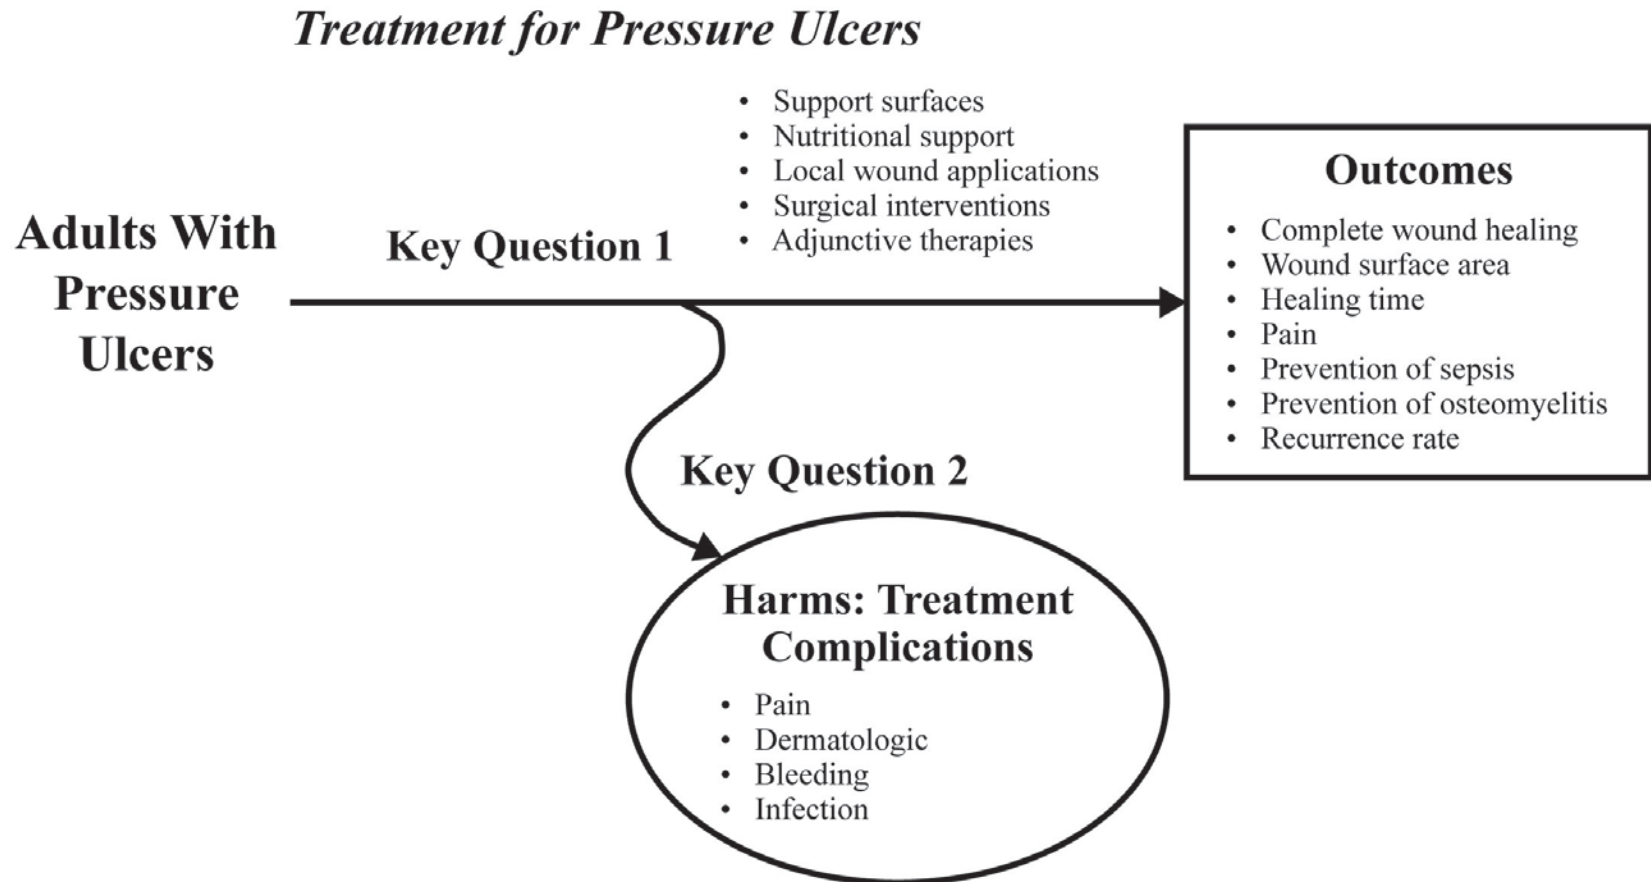 Treatment for Pressure Ulcers
• Support surfaces
• Nutritional support
• Local wound applications
• Surgical interventions
• Adjunctive therapies
Adults With
Pressure
Ulcers
Key Question 1
Outcomes
• Complete wound healing
• Wound surface area
• Healing time
• Pain
• Prevention of sepsis
• Prevention of osteomyelitis
• Recurrence rate
Key Question 2
Harms: Treatment
Complications
• Pain
• Dermatologic
• Bleeding
• Infection